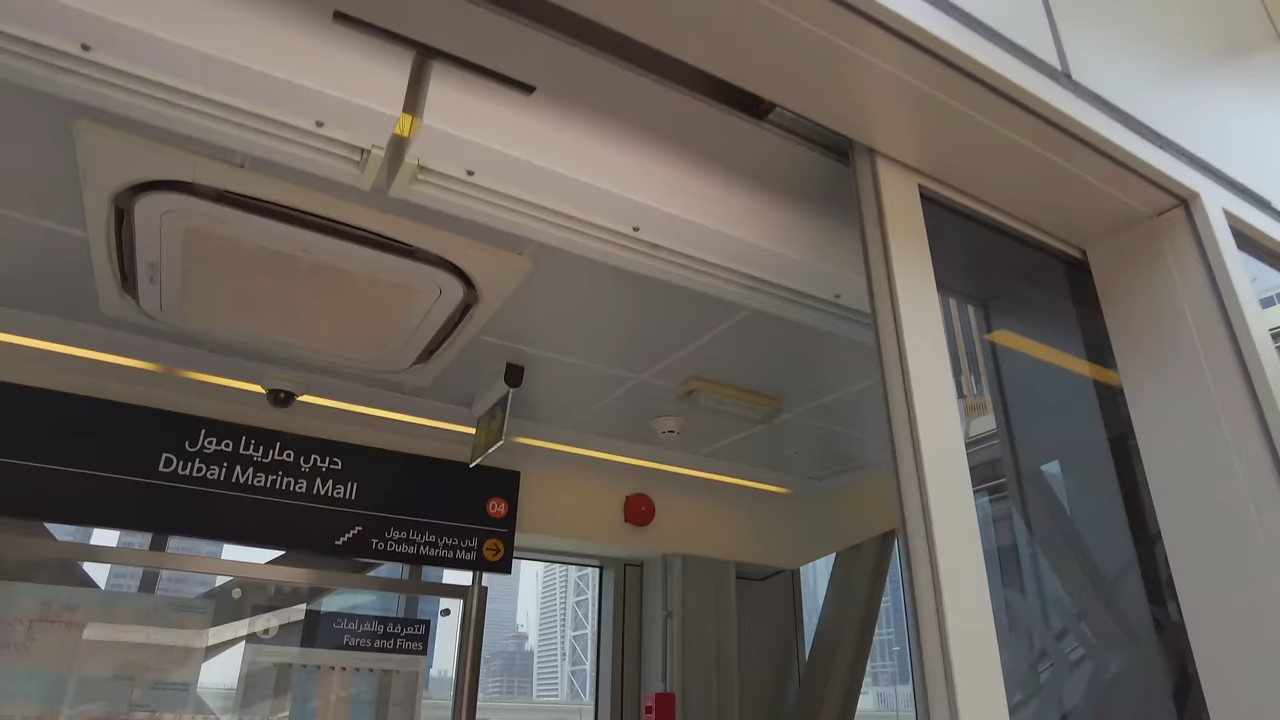 دبي مارينا مول
Dubai Marina Mall
04
إلى دبي مارينا مول
To Dubai Marina Mall
التعرفة والغرامات
Fares and Fines